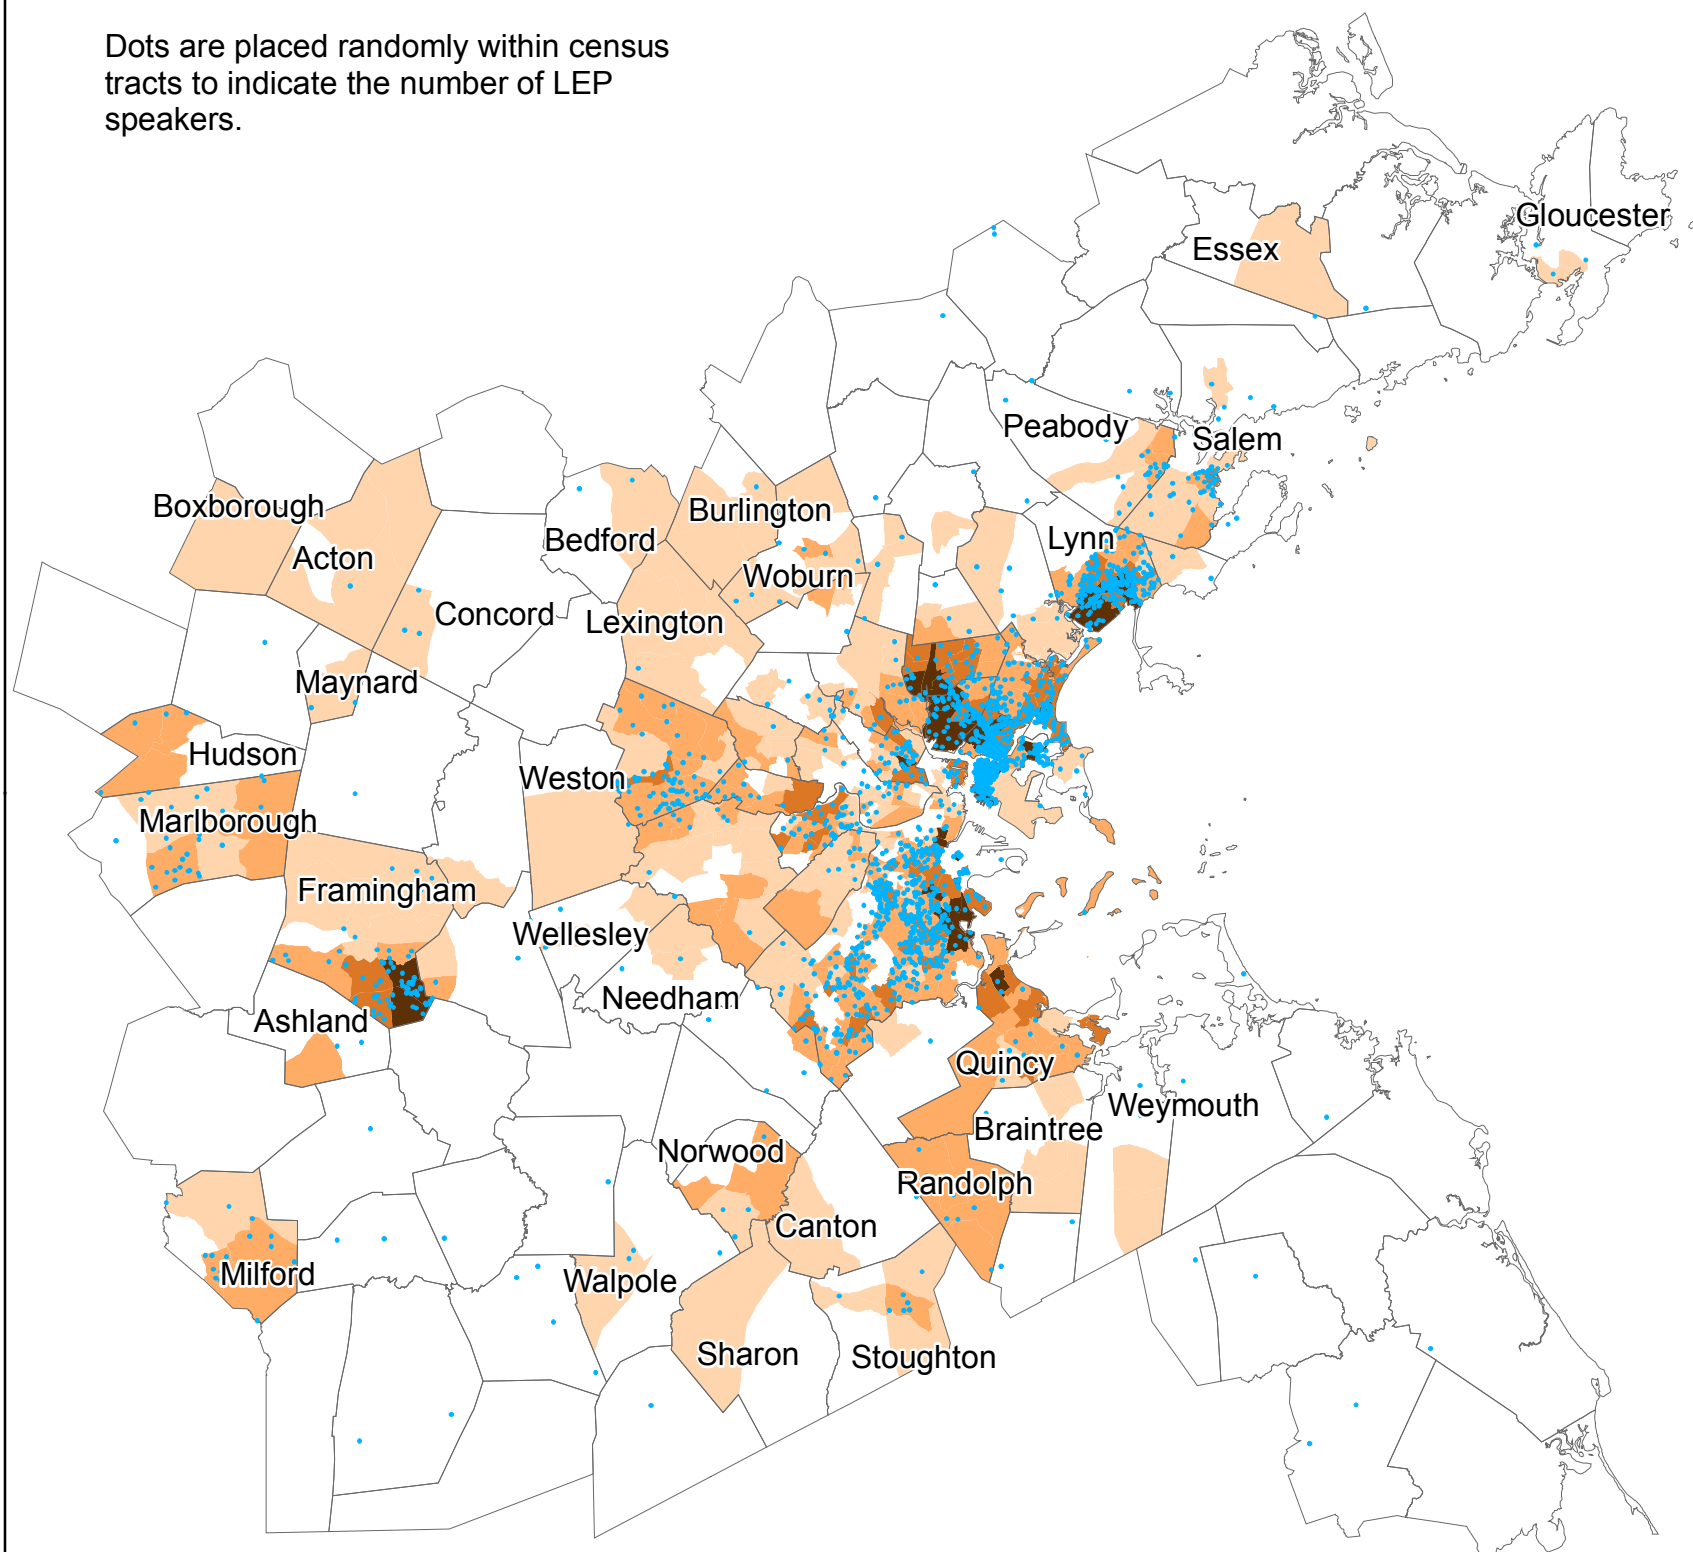 Dots are placed randomly within census
tracts to indicate the number of LEP
speakers.
Gloucester
Essex
Peabody
Salem
Boxborough
Burlington
Bedford
Lynn
Acton
Woburn
Concord
Lexington
Maynard
Hudson
Weston
Marlborough
Framingham
Wellesley
Needham
Ashland
Quincy
Weymouth
Braintree
Norwood
Randolph
Canton
Milford
Walpole
Sharon
Stoughton